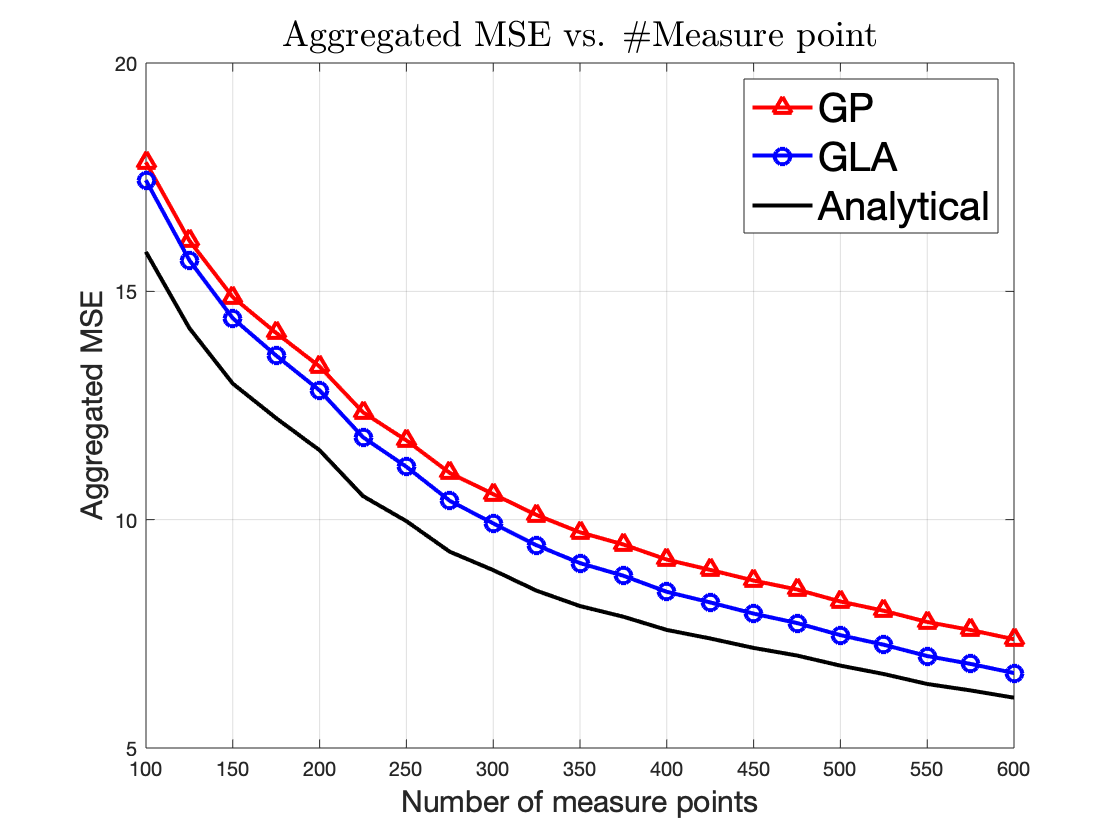 Aggregated MSE vs. #Measure point
20
15
10
5
Aggregated MSE
GP
GLA
Analytical
100 150 200 250 300 350 400 450 500 550 600
Number of measure points